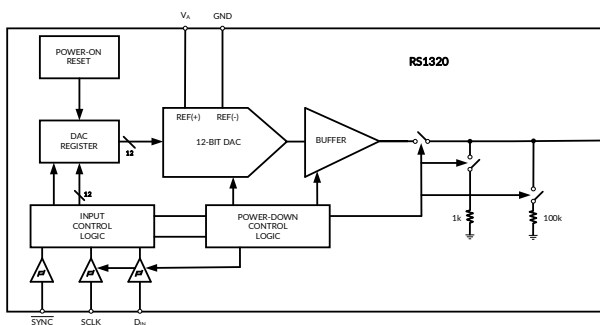 VA GND
POWER-ON
RESET
RS1320
REF(+) REF(-)
DAC
REGISTER
12
12-BIT DAC
BUFFER
12
INPUT
CONTROL
LOGIC
POWER-DOWN
CONTROL
LOGIC
1k
100k
SYNC SCLK DIN